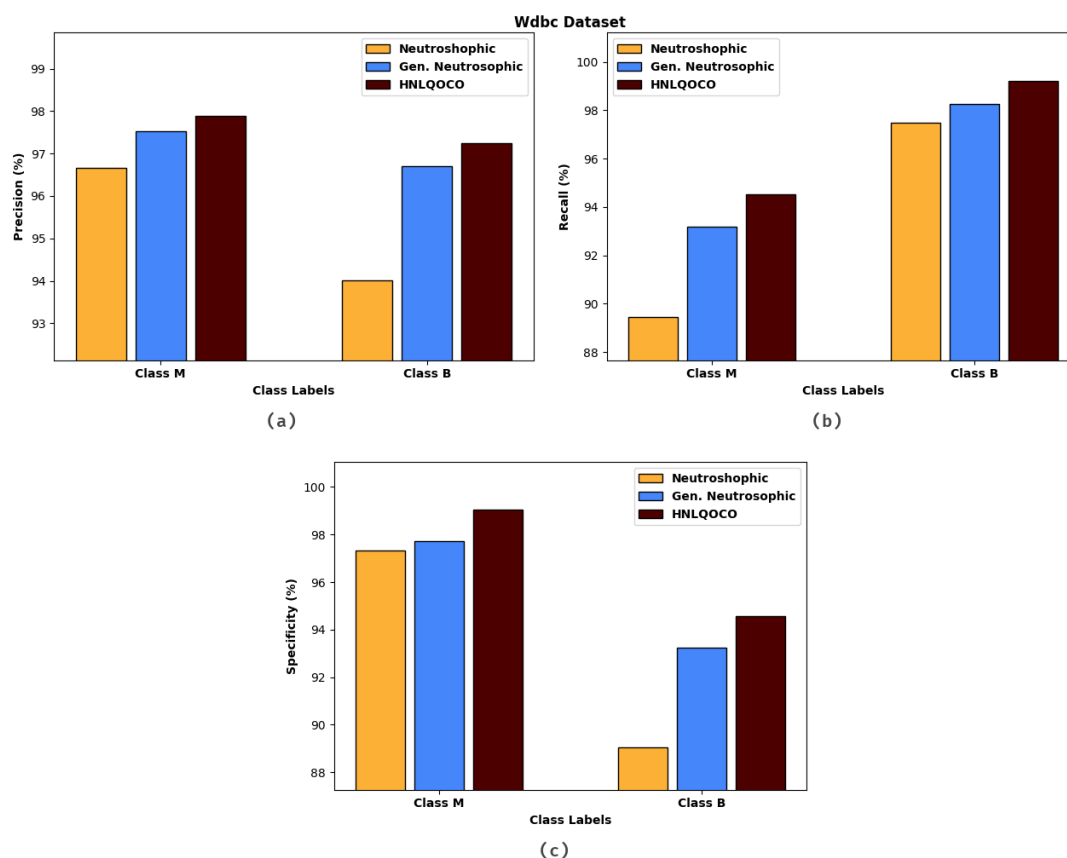 Wdbc Dataset
99
98
97
96
95
94
93
Precision (%)
Neutroshophic
Gen. Neutrosophic
HNLQOCO
Class M
Class B
Class Labels
(a)
100
98
96
94
92
90
88
Recall (%)
Neutroshophic
Gen. Neutrosophic
HNLQOCO
Class M
Class B
Class Labels
(b)
100
98
96
94
92
90
88
Specificity (%)
Neutroshophic
Gen. Neutrosophic
HNLQOCO
Class M
Class B
Class Labels
(c)